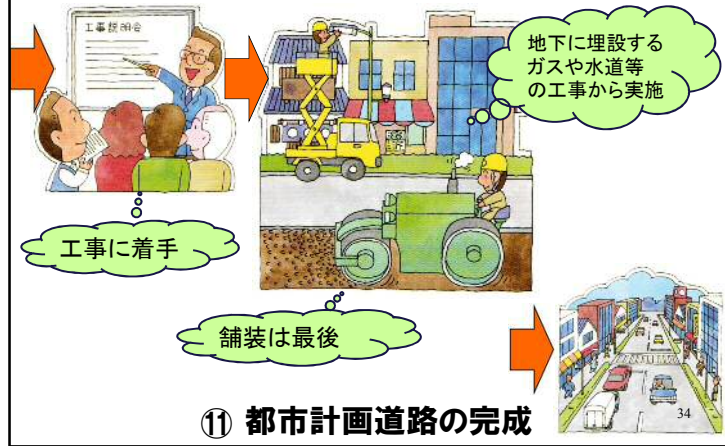 工事説明会
地下に埋設する
ガスや水道等
の工事から実施
工事に着手
舗装は最後
⑪ 都市計画道路の完成
34